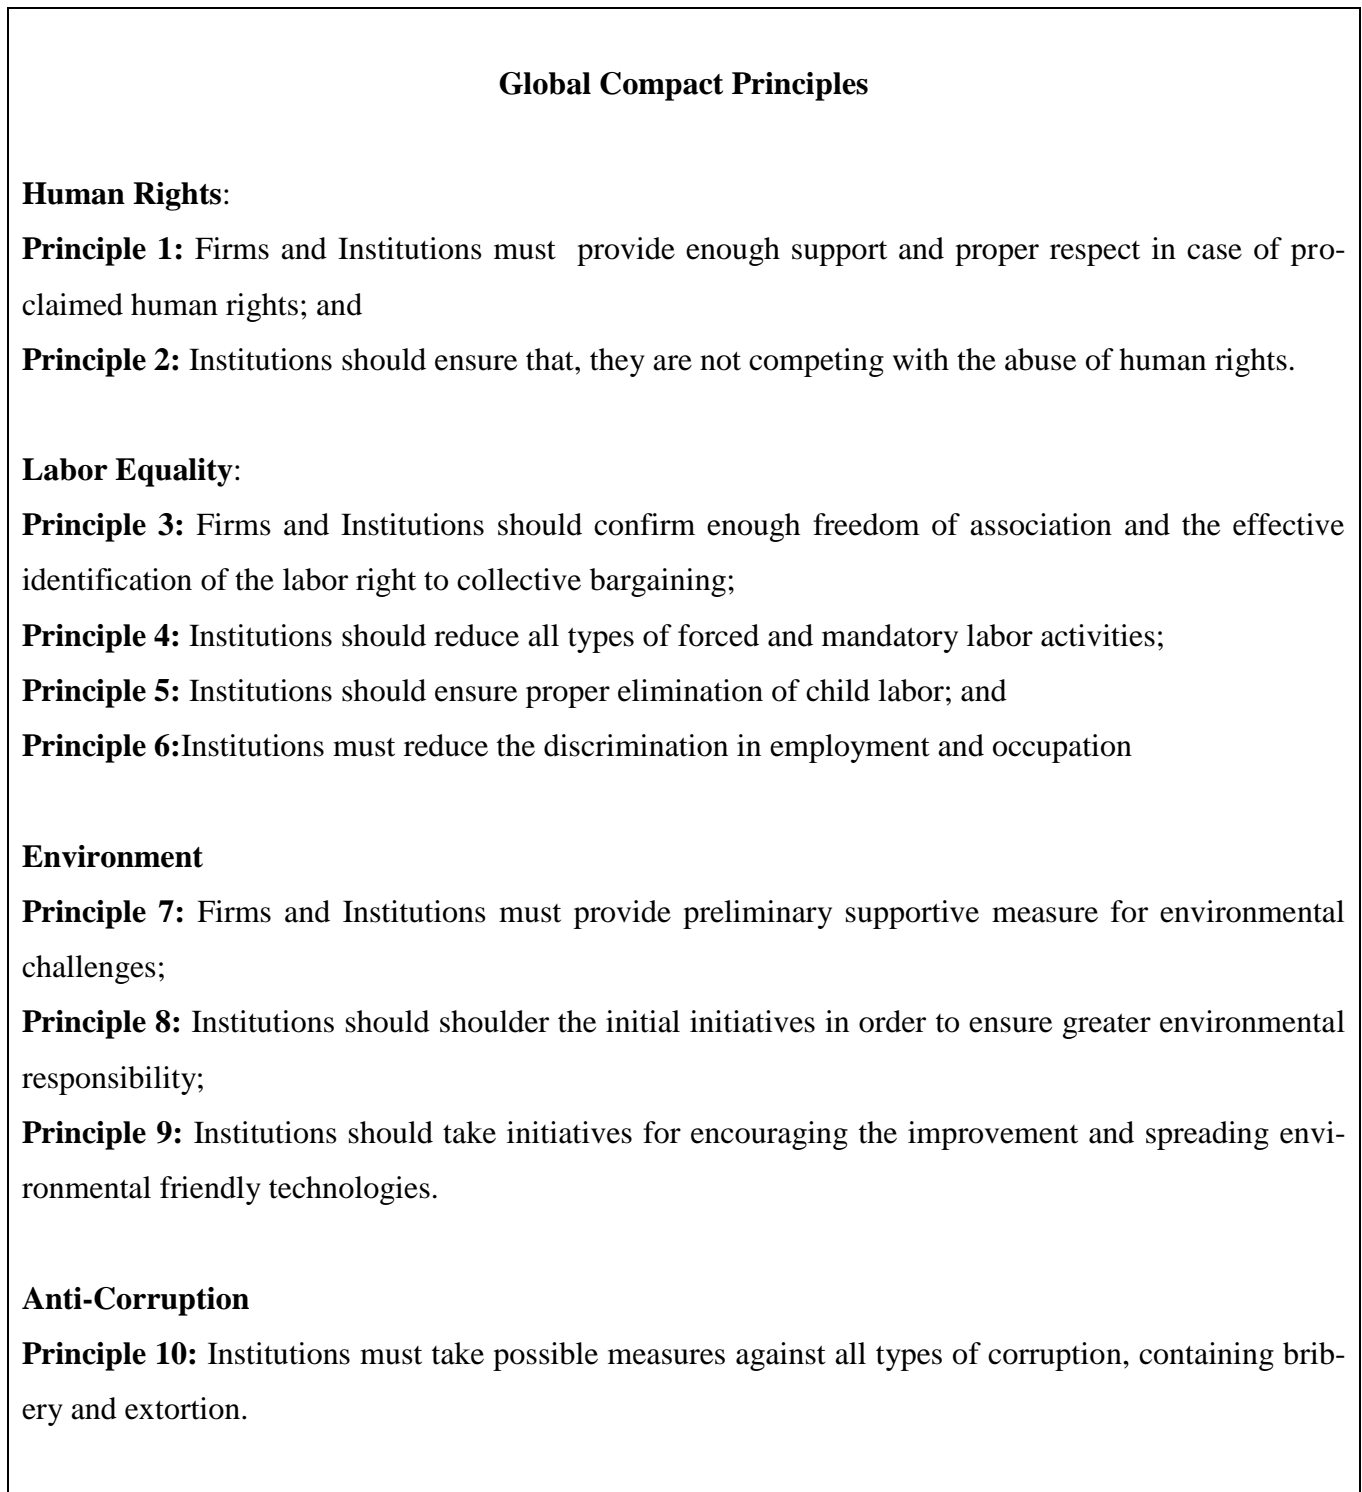 Global Compact Principles
Human Rights:
Principle 1: Firms and Institutions must provide enough support and proper respect in case of pro-
claimed human rights; and
Principle 2: Institutions should ensure that, they are not competing with the abuse of human rights.
Labor Equality:
Principle 3: Firms and Institutions should confirm enough freedom of association and the effective
identification of the labor right to collective bargaining;
Principle 4: Institutions should reduce all types of forced and mandatory labor activities;
Principle 5: Institutions should ensure proper elimination of child labor; and
Principle 6:Institutions must reduce the discrimination in employment and occupation
Environment
Principle 7: Firms and Institutions must provide preliminary supportive measure for environmental
challenges;
Principle 8: Institutions should shoulder the initial initiatives in order to ensure greater environmental
responsibility;
Principle 9: Institutions should take initiatives for encouraging the improvement and spreading envi-
ronmental friendly technologies.
Anti-Corruption
Principle 10: Institutions must take possible measures against all types of corruption, containing brib-
ery and extortion.